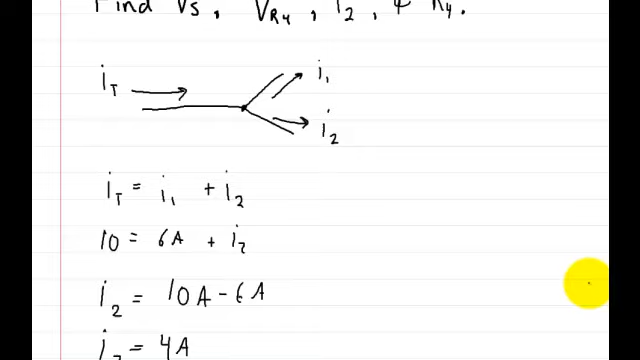 Find Vs, VR4, i2, & R4.
iT i1
i2
iT = i1 + i2
10 = 6A + i2
i2 = 10A - 6A
i2 = 4A